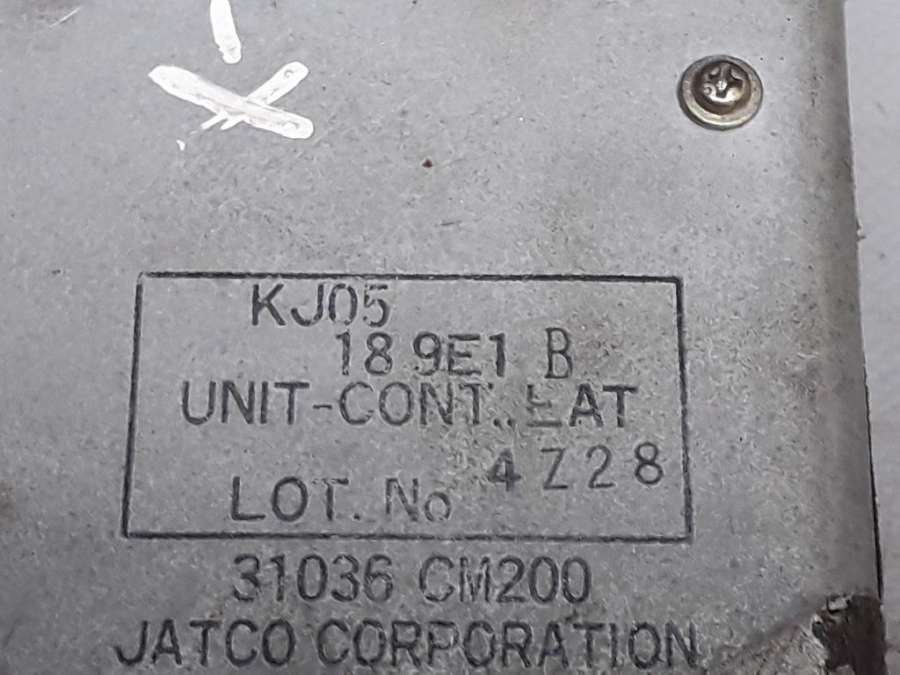 KJ05
18 9E1 B
UNIT-CONT., EAT
LOT. No 4Z28
31036 CM200
JATCO CORPORATION